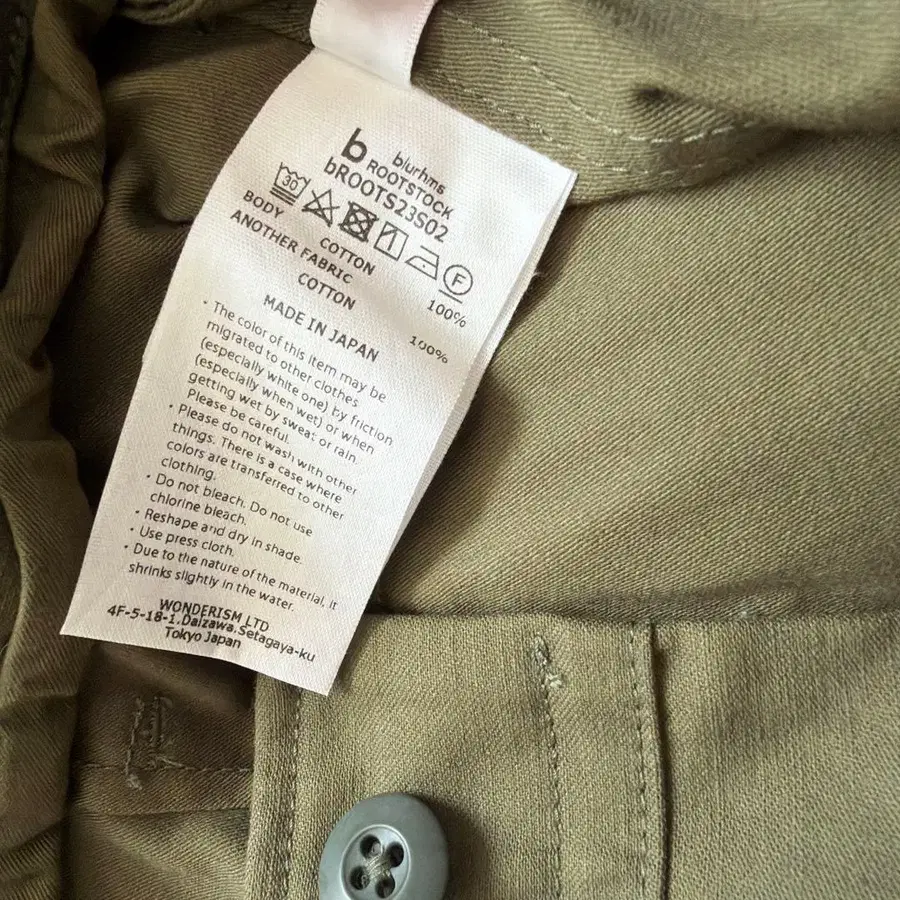 blurhms
b ROOTSTOCK
bROOTS23S02
30
F
BODY
COTTON 100%
ANOTHER FABRIC
COTTON 100%
MADE IN JAPAN
・The color of this item may be
migrated to other clothes
(especially white one) by friction
(especially when wet) or when
getting wet by sweat or rain.
Please be careful.
・Please do not wash with other
things. There is a case where
colors are transferred to other
clothing.
・Do not bleach. Do not use
chlorine bleach.
・Reshape and dry in shade.
・Use press cloth.
・Due to the nature of the material, it
shrinks slightly in the water.
WONDERISM LTD
4F-5-18-1.Daizawa.Setagaya-ku
Tokyo Japan